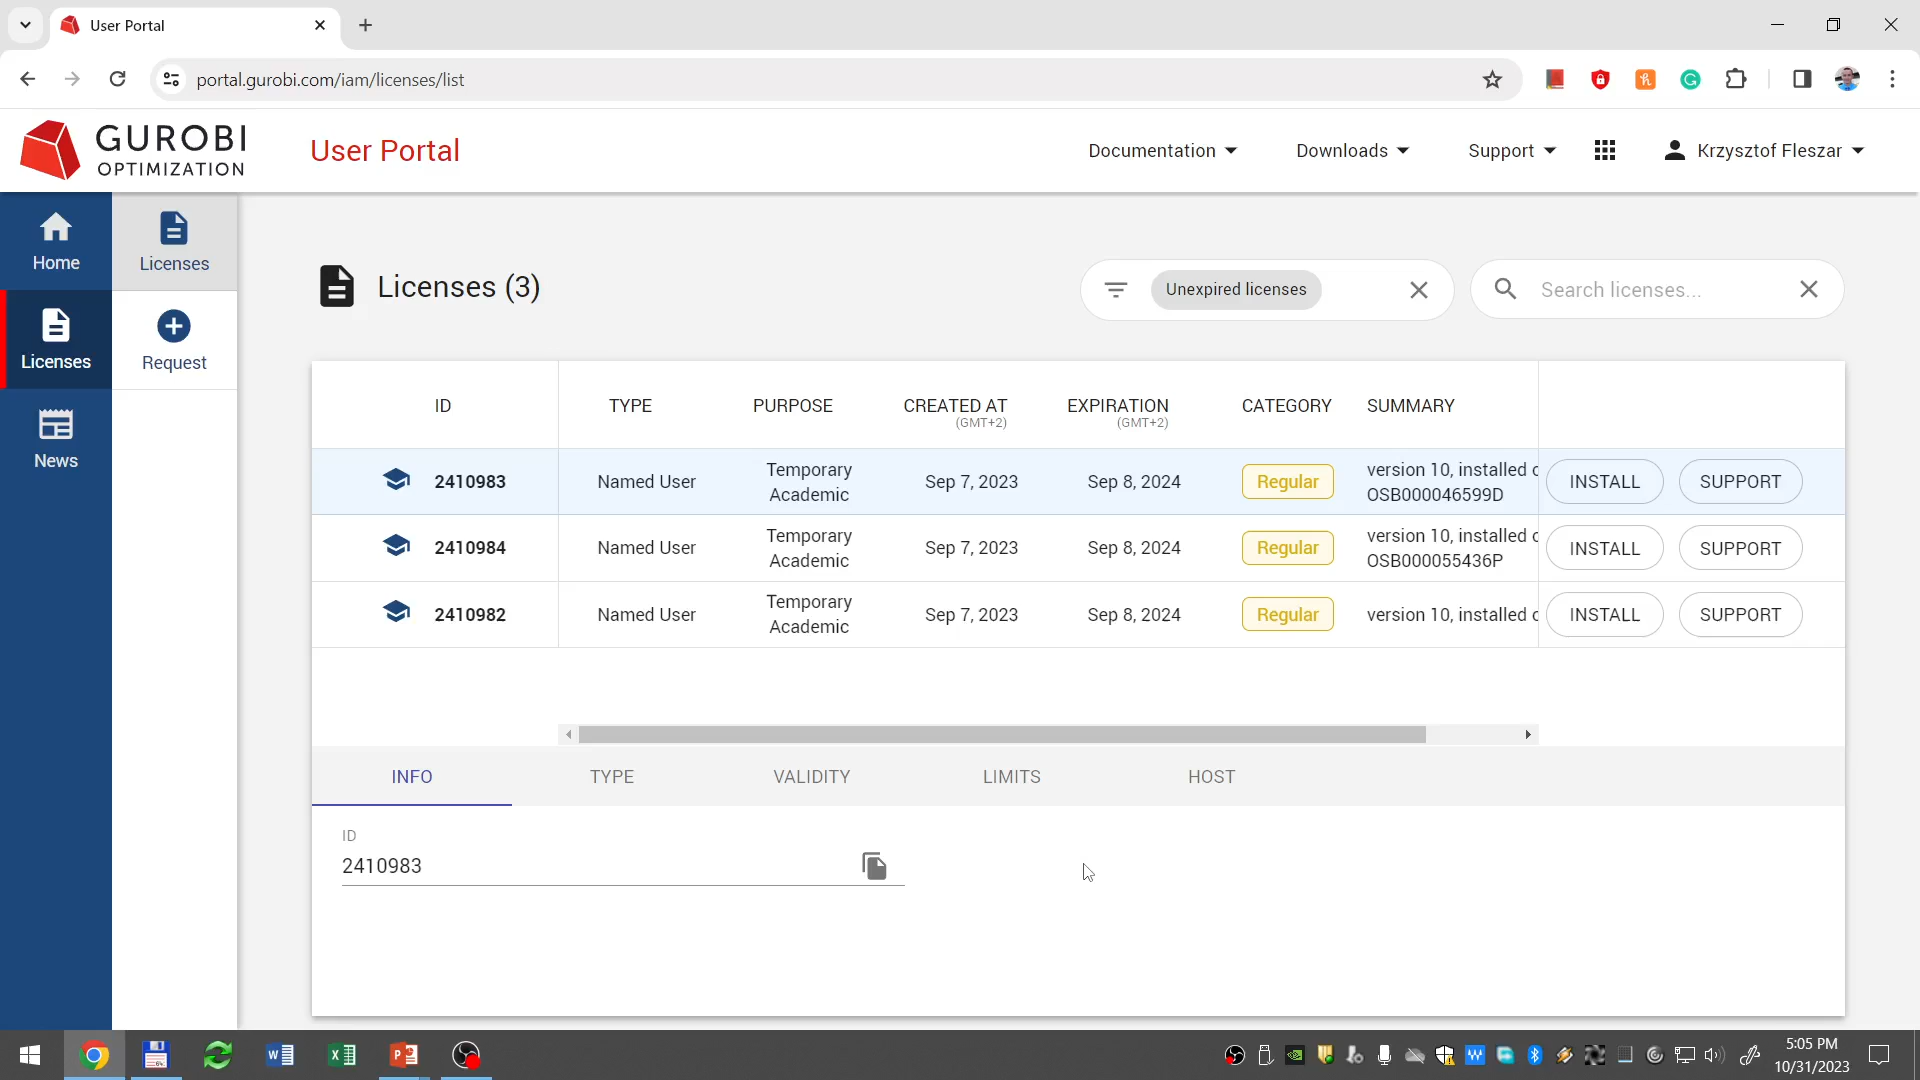 User Portal
portal.gurobi.com/iam/licenses/list
GUROBI
OPTIMIZATION
User Portal
Documentation
Downloads
Support
Krzysztof Fleszar
Home
Licenses
News
Licenses
Request
Licenses (3)
Unexpired licenses
Search licenses...
ID TYPE PURPOSE CREATED AT EXPIRATION CATEGORY SUMMARY
(GMT+2) (GMT+2)
2410983 Named User Temporary Academic Sep 7, 2023 Sep 8, 2024 Regular version 10, installed OSB000046599D INSTALL SUPPORT
2410984 Named User Temporary Academic Sep 7, 2023 Sep 8, 2024 Regular version 10, installed OSB000055436P INSTALL SUPPORT
2410982 Named User Temporary Academic Sep 7, 2023 Sep 8, 2024 Regular version 10, installed INSTALL SUPPORT
INFO TYPE VALIDITY LIMITS HOST
ID
2410983
5:05 PM
10/31/2023